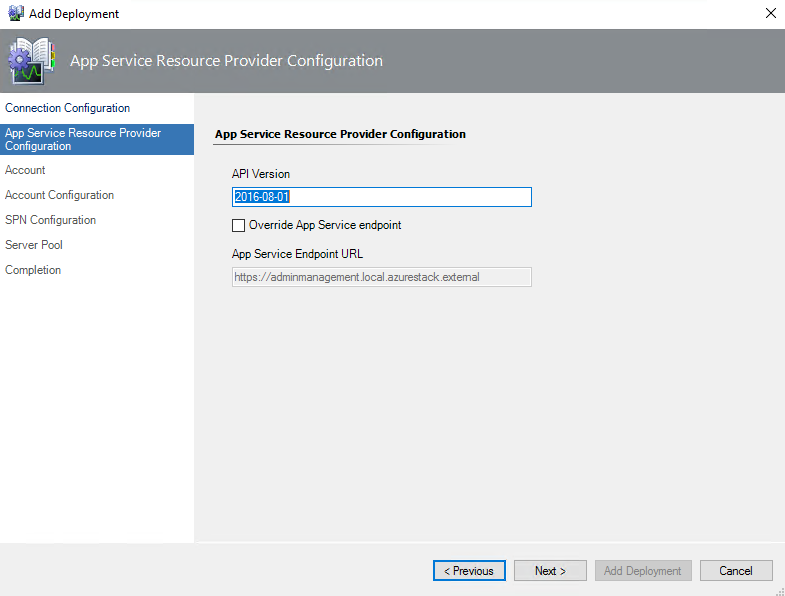 Add Deployment
App Service Resource Provider Configuration
Connection Configuration
App Service Resource Provider
Configuration
Account
Account Configuration
SPN Configuration
Server Pool
Completion
App Service Resource Provider Configuration
API Version
2016-08-01
Override App Service endpoint
App Service Endpoint URL
https://adminmanagement.local.azurestack.external
< Previous
Next >
Add Deployment
Cancel